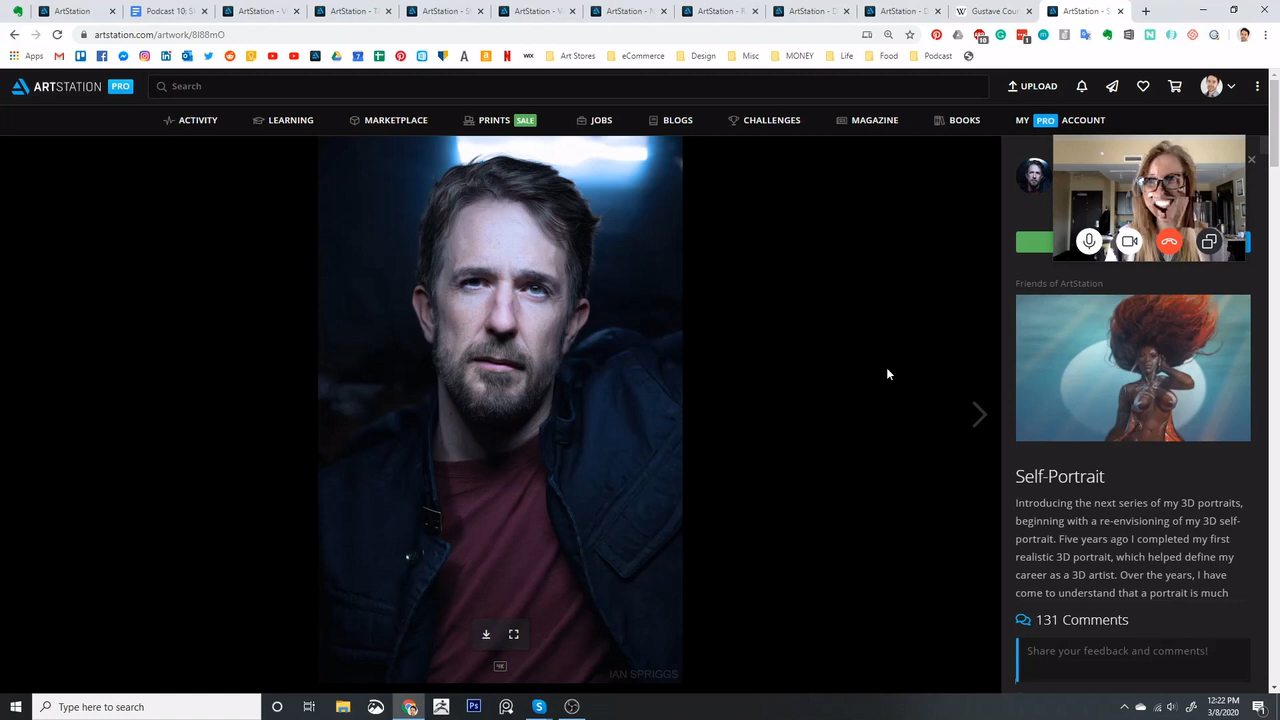 ArtStation
Podcast 10: S
ArtStation - V
ArtStation - Ta
ArtStation - S
ArtStation - V
ArtStation - 
ArtStation - R
ArtStation - 
ArtStation - D
Gustave Cou
ArtStation - S
artstation.com/artwork/8l88mO
Apps
Art Stores
eCommerce
Design
Misc
MONEY
Life
Food
Podcast
ARTSTATION PRO
Search
UPLOAD
ACTIVITY
LEARNING
MARKETPLACE
PRINTS SALE
JOBS
BLOGS
CHALLENGES
MAGAZINE
BOOKS
MY PRO ACCOUNT
Friends of ArtStation
Self-Portrait
Introducing the next series of my 3D portraits,
beginning with a re-envisioning of my 3D self-
portrait. Five years ago I completed my first
realistic 3D portrait, which helped define my
career as a 3D artist. Over the years, I have
come to understand that a portrait is much
131 Comments
Share your feedback and comments!
4K
IAN SPRIGGS
Type here to search
12:22 PM
3/8/2020